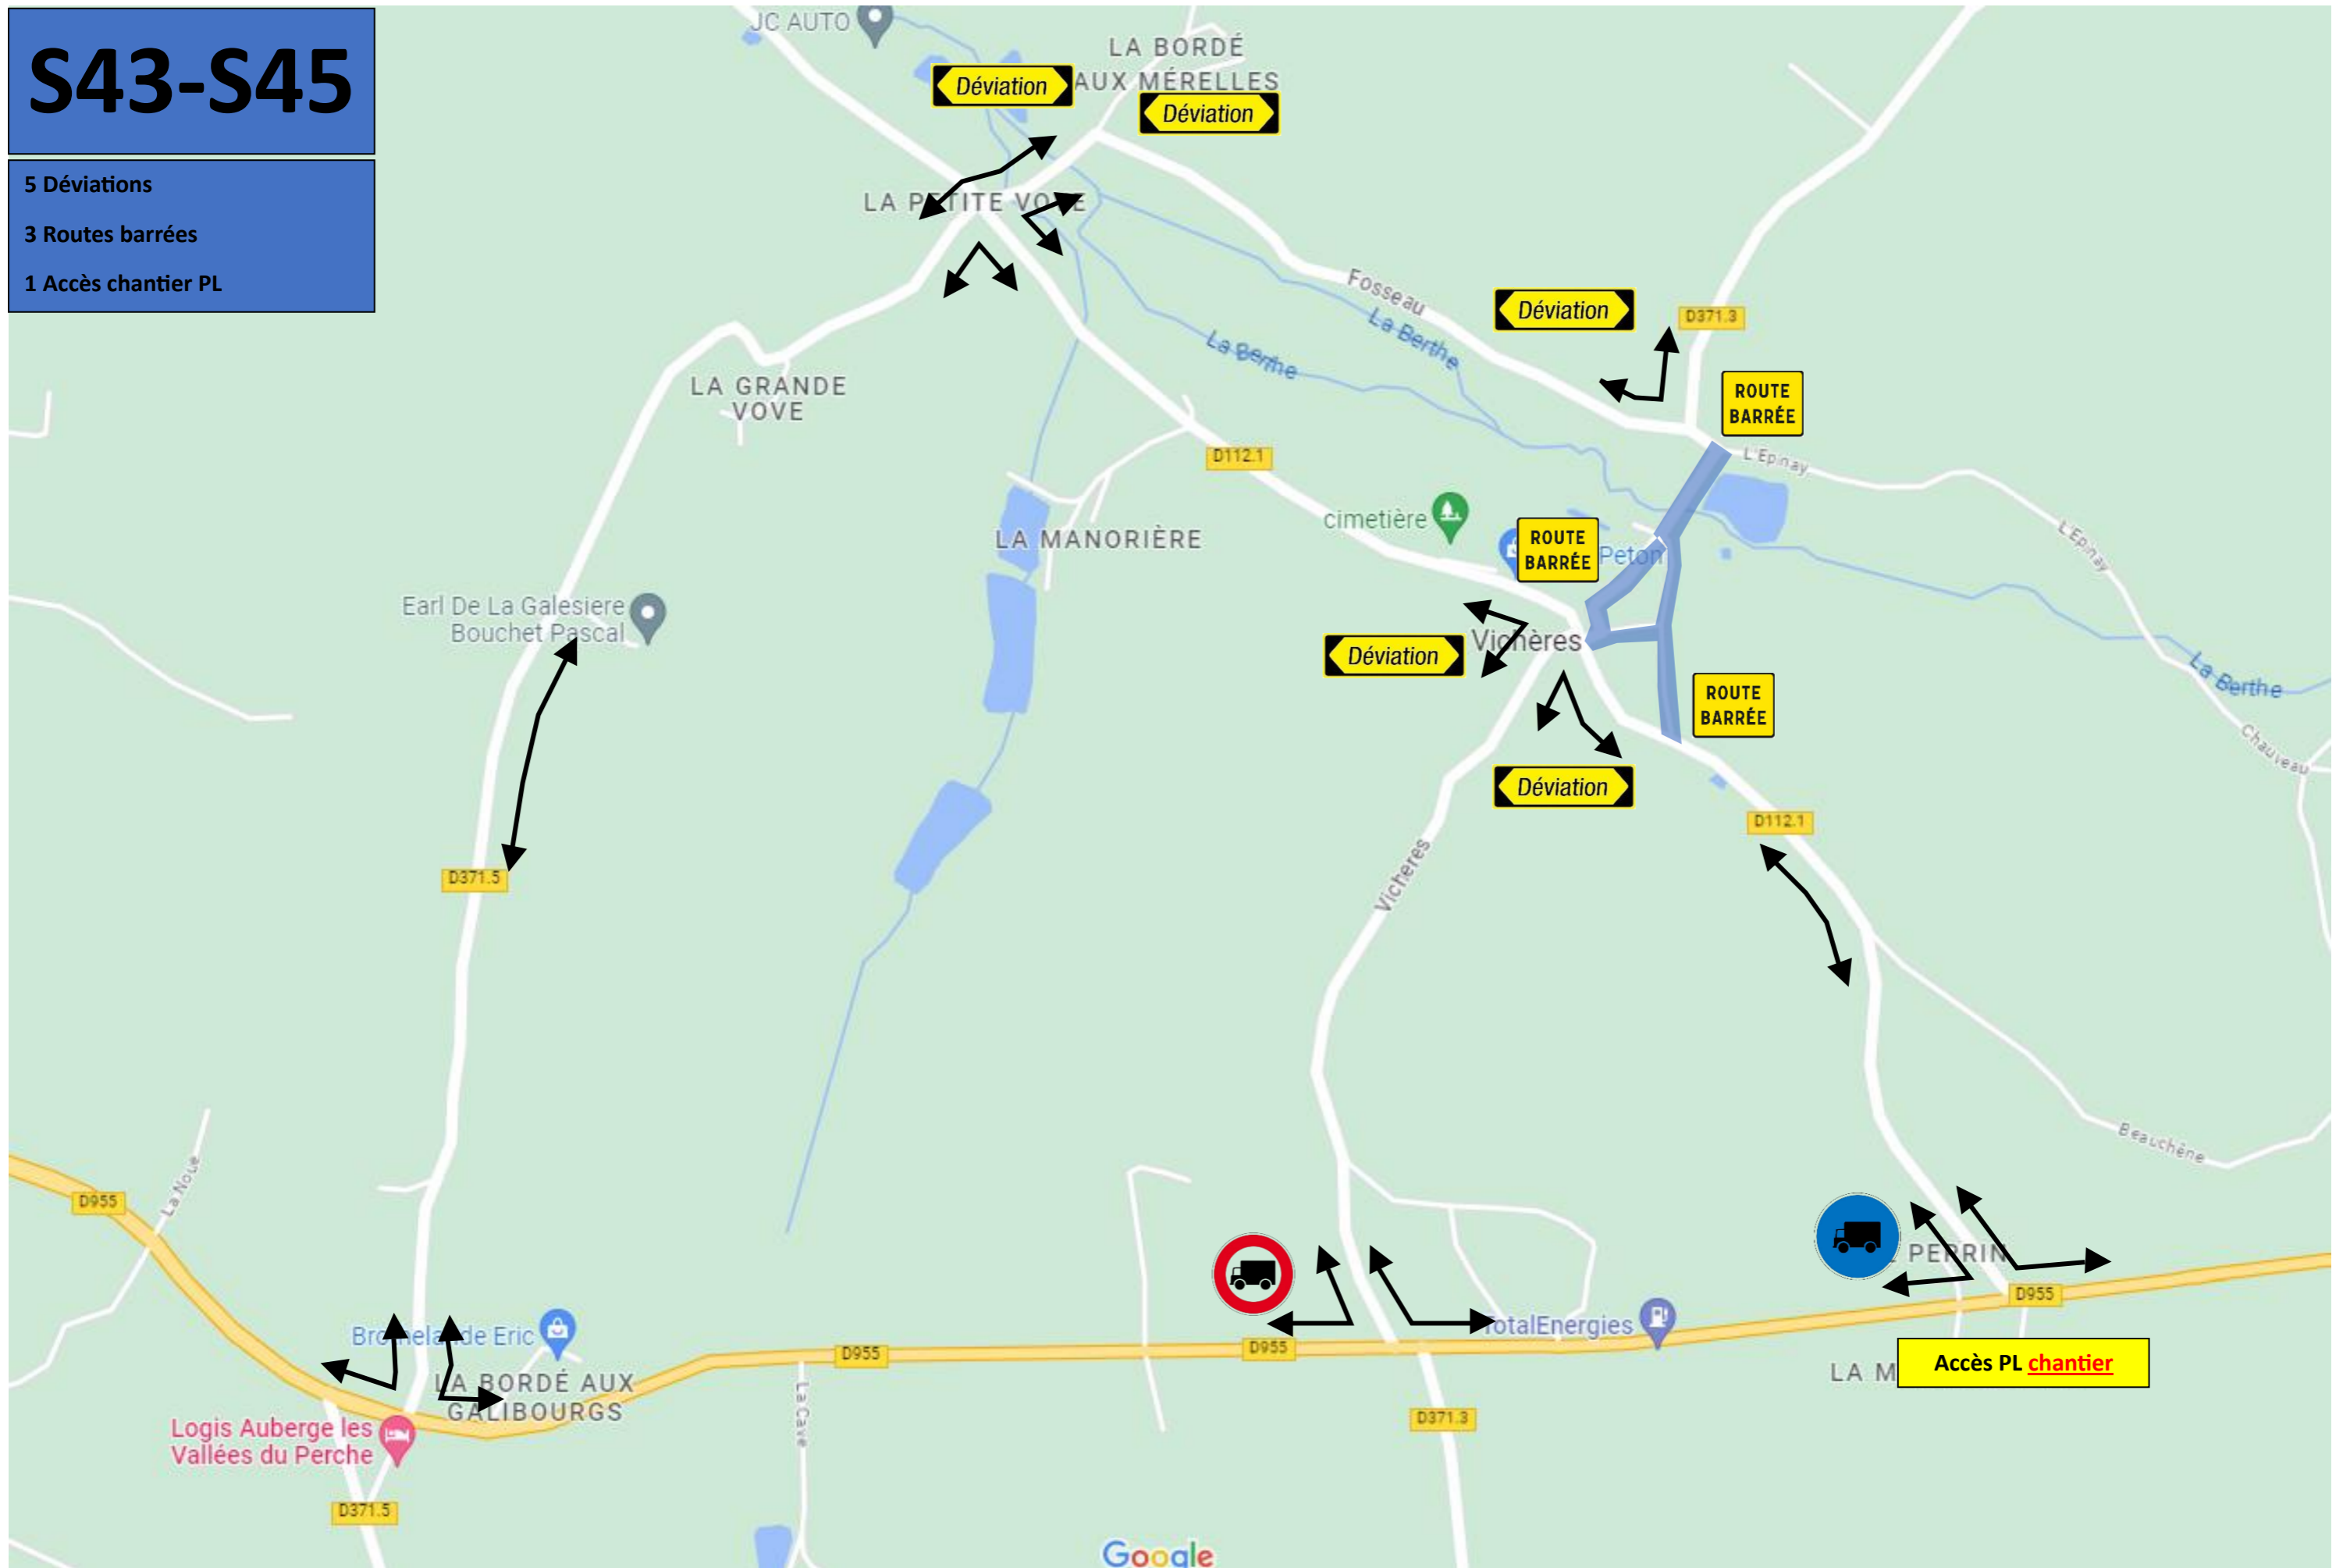 S43-S45
5 Déviations
3 Routes barrées
1 Accès chantier PL
JC AUTO
LA BORDÉ
AUX MÉRELLES
Déviation
Déviation
LA PETITE VOVE
Fosseau
La Berthe
La Berthe
Déviation
D371.3
ROUTE
BARRÉE
L'Epinay
L'Epinay
LA GRANDE
VOVE
D112.1
cimetière
LA MANORIÈRE
ROUTE
BARRÉE
Peton
Earl De La Galesiere
Bouchet Pascal
Vichères
Déviation
ROUTE
BARRÉE
La Berthe
Chauveau
Déviation
D112.1
Vicheres
D371.5
Beauchêne
La Noue
D955
PERRIN
D955
Bromelande Eric
LA BORDÉ AUX
GALIBOURGS
D955
D955
TotalEnergies
LA M
Accès PL chantier
La Cave
D371.3
Logis Auberge les
Vallées du Perche
D371.5
Google